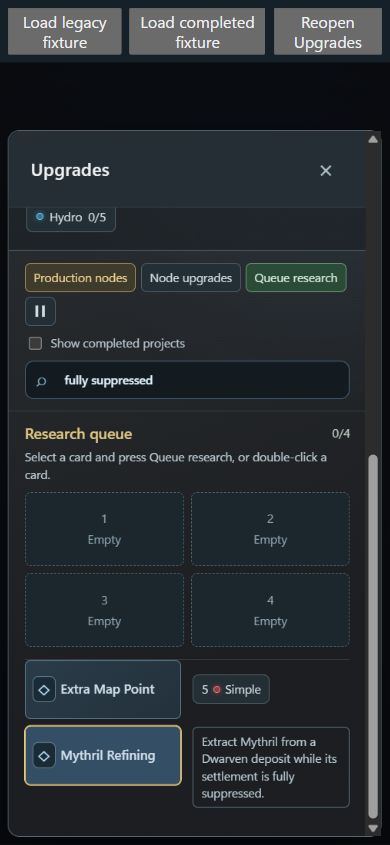 Load legacy
fixture
Load completed
fixture
Reopen
Upgrades
Upgrades
Hydro 0/5
Production nodes
Node upgrades
Queue research
Show completed projects
fully suppressed
Research queue
0/4
Select a card and press Queue research, or double-click a
card.
1
Empty
2
Empty
3
Empty
4
Empty
Extra Map Point
5 Simple
Mythril Refining
Extract Mythril from a
Dwarven deposit while its
settlement is fully
suppressed.